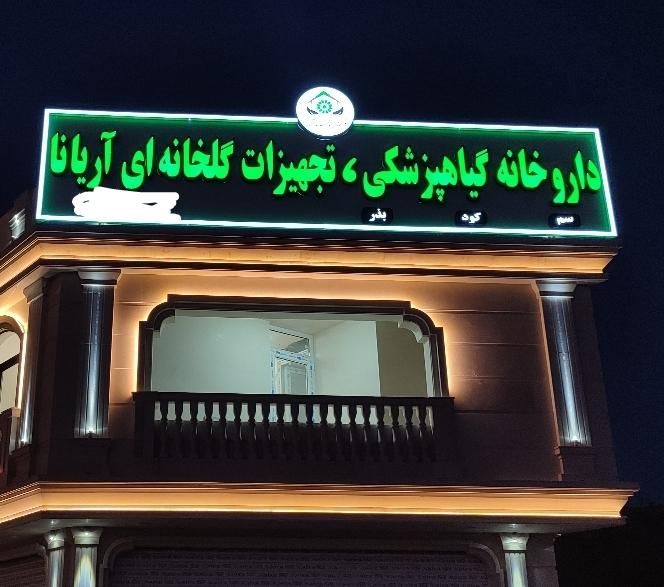 داروخانه گیاهپزشکی ، تجهیزات گلخانه ای آریانا
سم کود بذر